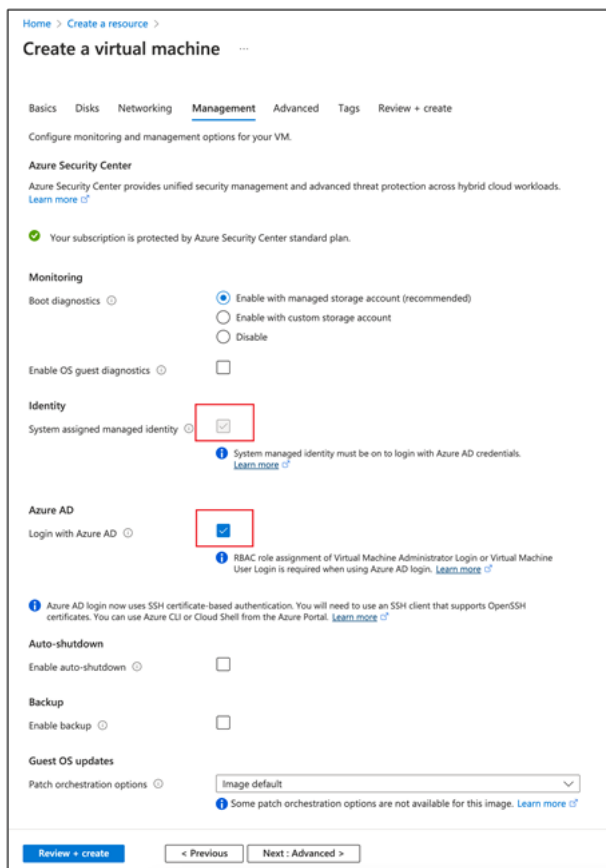 Home > Create a resource >
Create a virtual machine ...
Basics Disks Networking Management Advanced Tags Review + create
Configure monitoring and management options for your VM.
Azure Security Center
Azure Security Center provides unified security management and advanced threat protection across hybrid cloud workloads.
Learn more
Your subscription is protected by Azure Security Center standard plan.
Monitoring
Boot diagnostics
Enable with managed storage account (recommended)
Enable with custom storage account
Disable
Enable OS guest diagnostics
Identity
System assigned managed identity
System managed identity must be on to login with Azure AD credentials.
Learn more
Azure AD
Login with Azure AD
RBAC role assignment of Virtual Machine Administrator Login or Virtual Machine
User Login is required when using Azure AD login. Learn more
Azure AD login now uses SSH certificate-based authentication. You will need to use an SSH client that supports OpenSSH
certificates. You can use Azure CLI or Cloud Shell from the Azure Portal. Learn more
Auto-shutdown
Enable auto-shutdown
Backup
Enable backup
Guest OS updates
Patch orchestration options
Image default
Some patch orchestration options are not available for this image. Learn more
Review + create
< Previous
Next : Advanced >